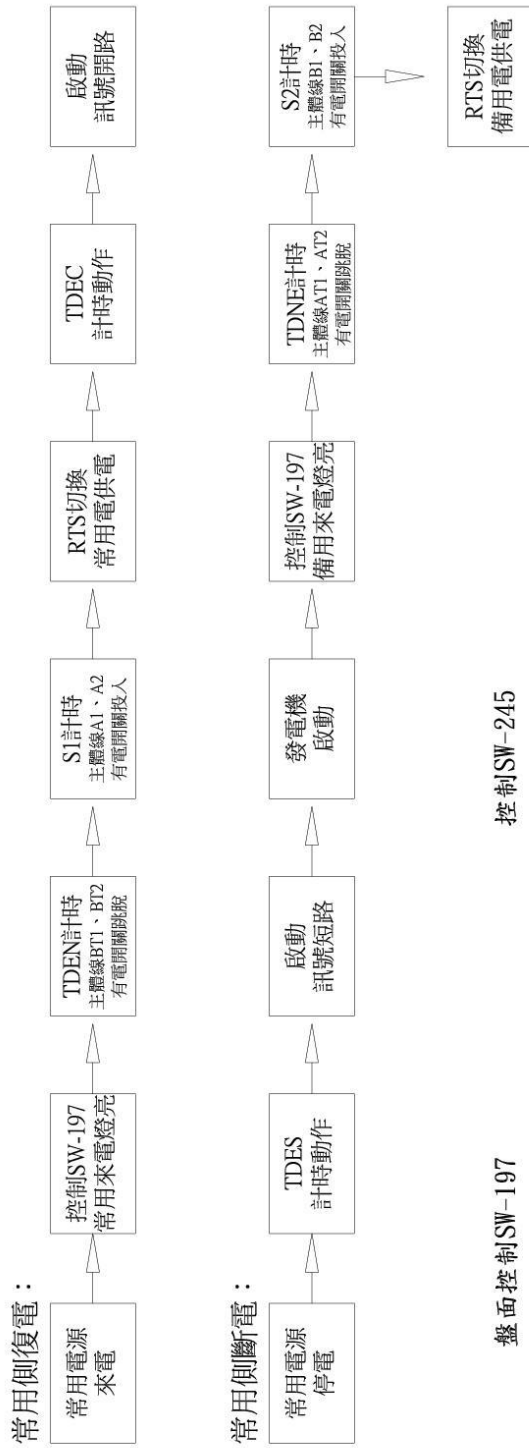 常用側復電：
常用電源
來電
控制SW-197
常用來電燈亮
TDEN計時
主體線BT1、BT2
有電開關跳脫
S1計時
主體線A1、A2
有電開關投入
RTS切換
常用電供電
TDEC
計時動作
啟動
訊號開路
常用側斷電：
常用電源
停電
TDES
計時動作
啟動
訊號短路
發電機
啟動
控制SW-197
備用來電燈亮
TDNE計時
主體線AT1、AT2
有電開關跳脫
S2計時
主體線B1、B2
有電開關投入
RTS切換
備用電供電
盤面控制SW-197
控制SW-245